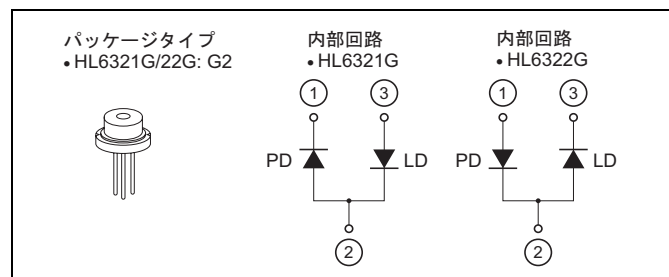 パッケージタイプ
• HL6321G/22G: G2
内部回路
• HL6321G
1
3
PD
LD
2
内部回路
• HL6322G
1
3
PD
LD
2